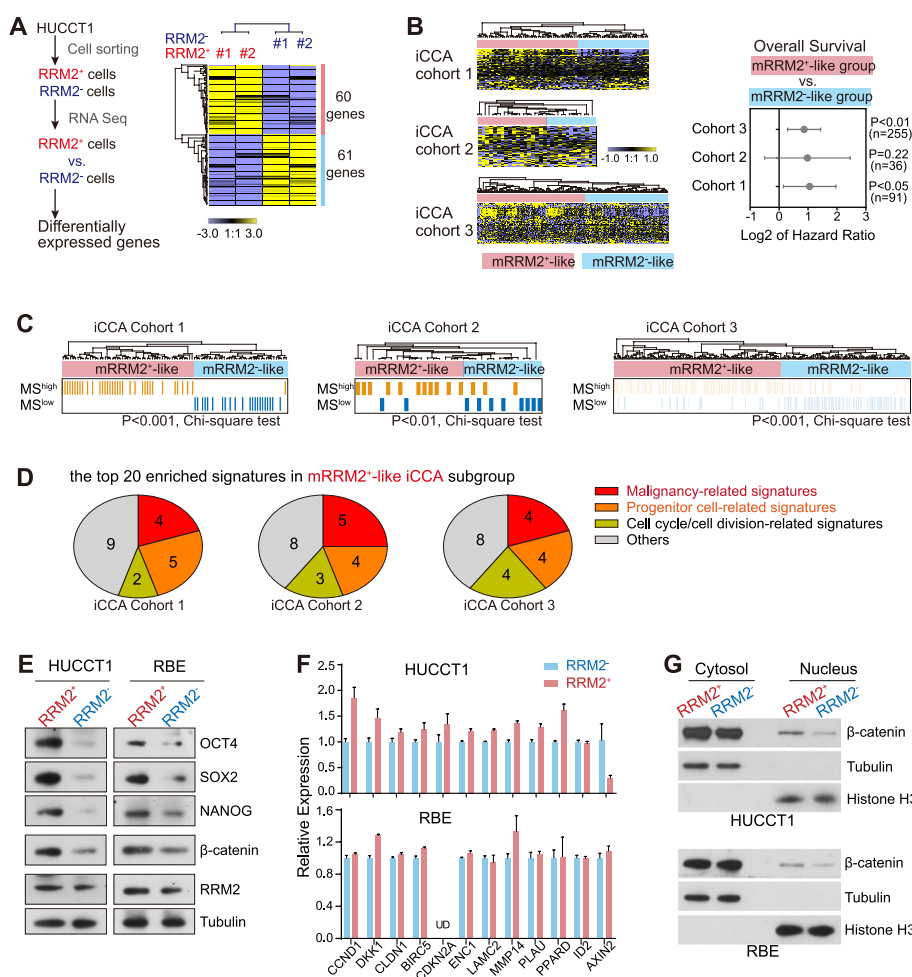 A
HUCCT1
Cell sorting
RRM2⁺ cells
RRM2⁻ cells
RNA Seq
RRM2⁺ cells
vs.
RRM2⁻ cells
Differentially
expressed genes
RRM2⁻
#1 #2
RRM2⁺ #1 #2
60
genes
61
genes
-3.0 1:1 3.0
B
iCCA
cohort 1
iCCA
cohort 2
-1.0 1:1 1.0
iCCA
cohort 3
mRRM2⁺-like mRRM2⁻-like
Overall Survival
mRRM2⁺-like group
vs.
mRRM2⁻-like group
Cohort 3
P<0.01
(n=255)
Cohort 2
P=0.22
(n=36)
Cohort 1
P<0.05
(n=91)
-1 0 1 2 3
Log2 of Hazard Ratio
C
iCCA Cohort 1
mRRM2⁺-like mRRM2⁻-like
MSʰⁱᵍʰ
MSˡᵒʷ
P<0.001, Chi-square test
iCCA Cohort 2
mRRM2⁺-like mRRM2⁻-like
MSʰⁱᵍʰ
MSˡᵒʷ
P<0.01, Chi-square test
iCCA Cohort 3
mRRM2⁺-like mRRM2⁻-like
MSʰⁱᵍʰ
MSˡᵒʷ
P<0.001, Chi-square test
D
the top 20 enriched signatures in mRRM2⁺-like iCCA subgroup
4
5
2
9
iCCA Cohort 1
5
4
3
8
iCCA Cohort 2
4
4
4
8
iCCA Cohort 3
Malignancy-related signatures
Progenitor cell-related signatures
Cell cycle/cell division-related signatures
Others
E
HUCCT1 RBE
RRM2⁺ RRM2⁻ RRM2⁺ RRM2⁻
OCT4
SOX2
NANOG
β-catenin
RRM2
Tubulin
F
HUCCT1
RRM2⁻
RRM2⁺
2.5
2.0
1.5
1.0
0.5
0.0
Relative Expression
RBE
1.6
1.2
0.8
0.4
0.0
UD
CCND1
DKK1
CLDN1
BIRC5
CDKN2A
ENC1
LAMC2
MMP14
PLAU
PPARD
ID2
AXIN2
G
Cytosol Nucleus
RRM2⁺ RRM2⁻ RRM2⁺ RRM2⁻
β-catenin
Tubulin
Histone H3
HUCCT1
β-catenin
Tubulin
Histone H3
RBE